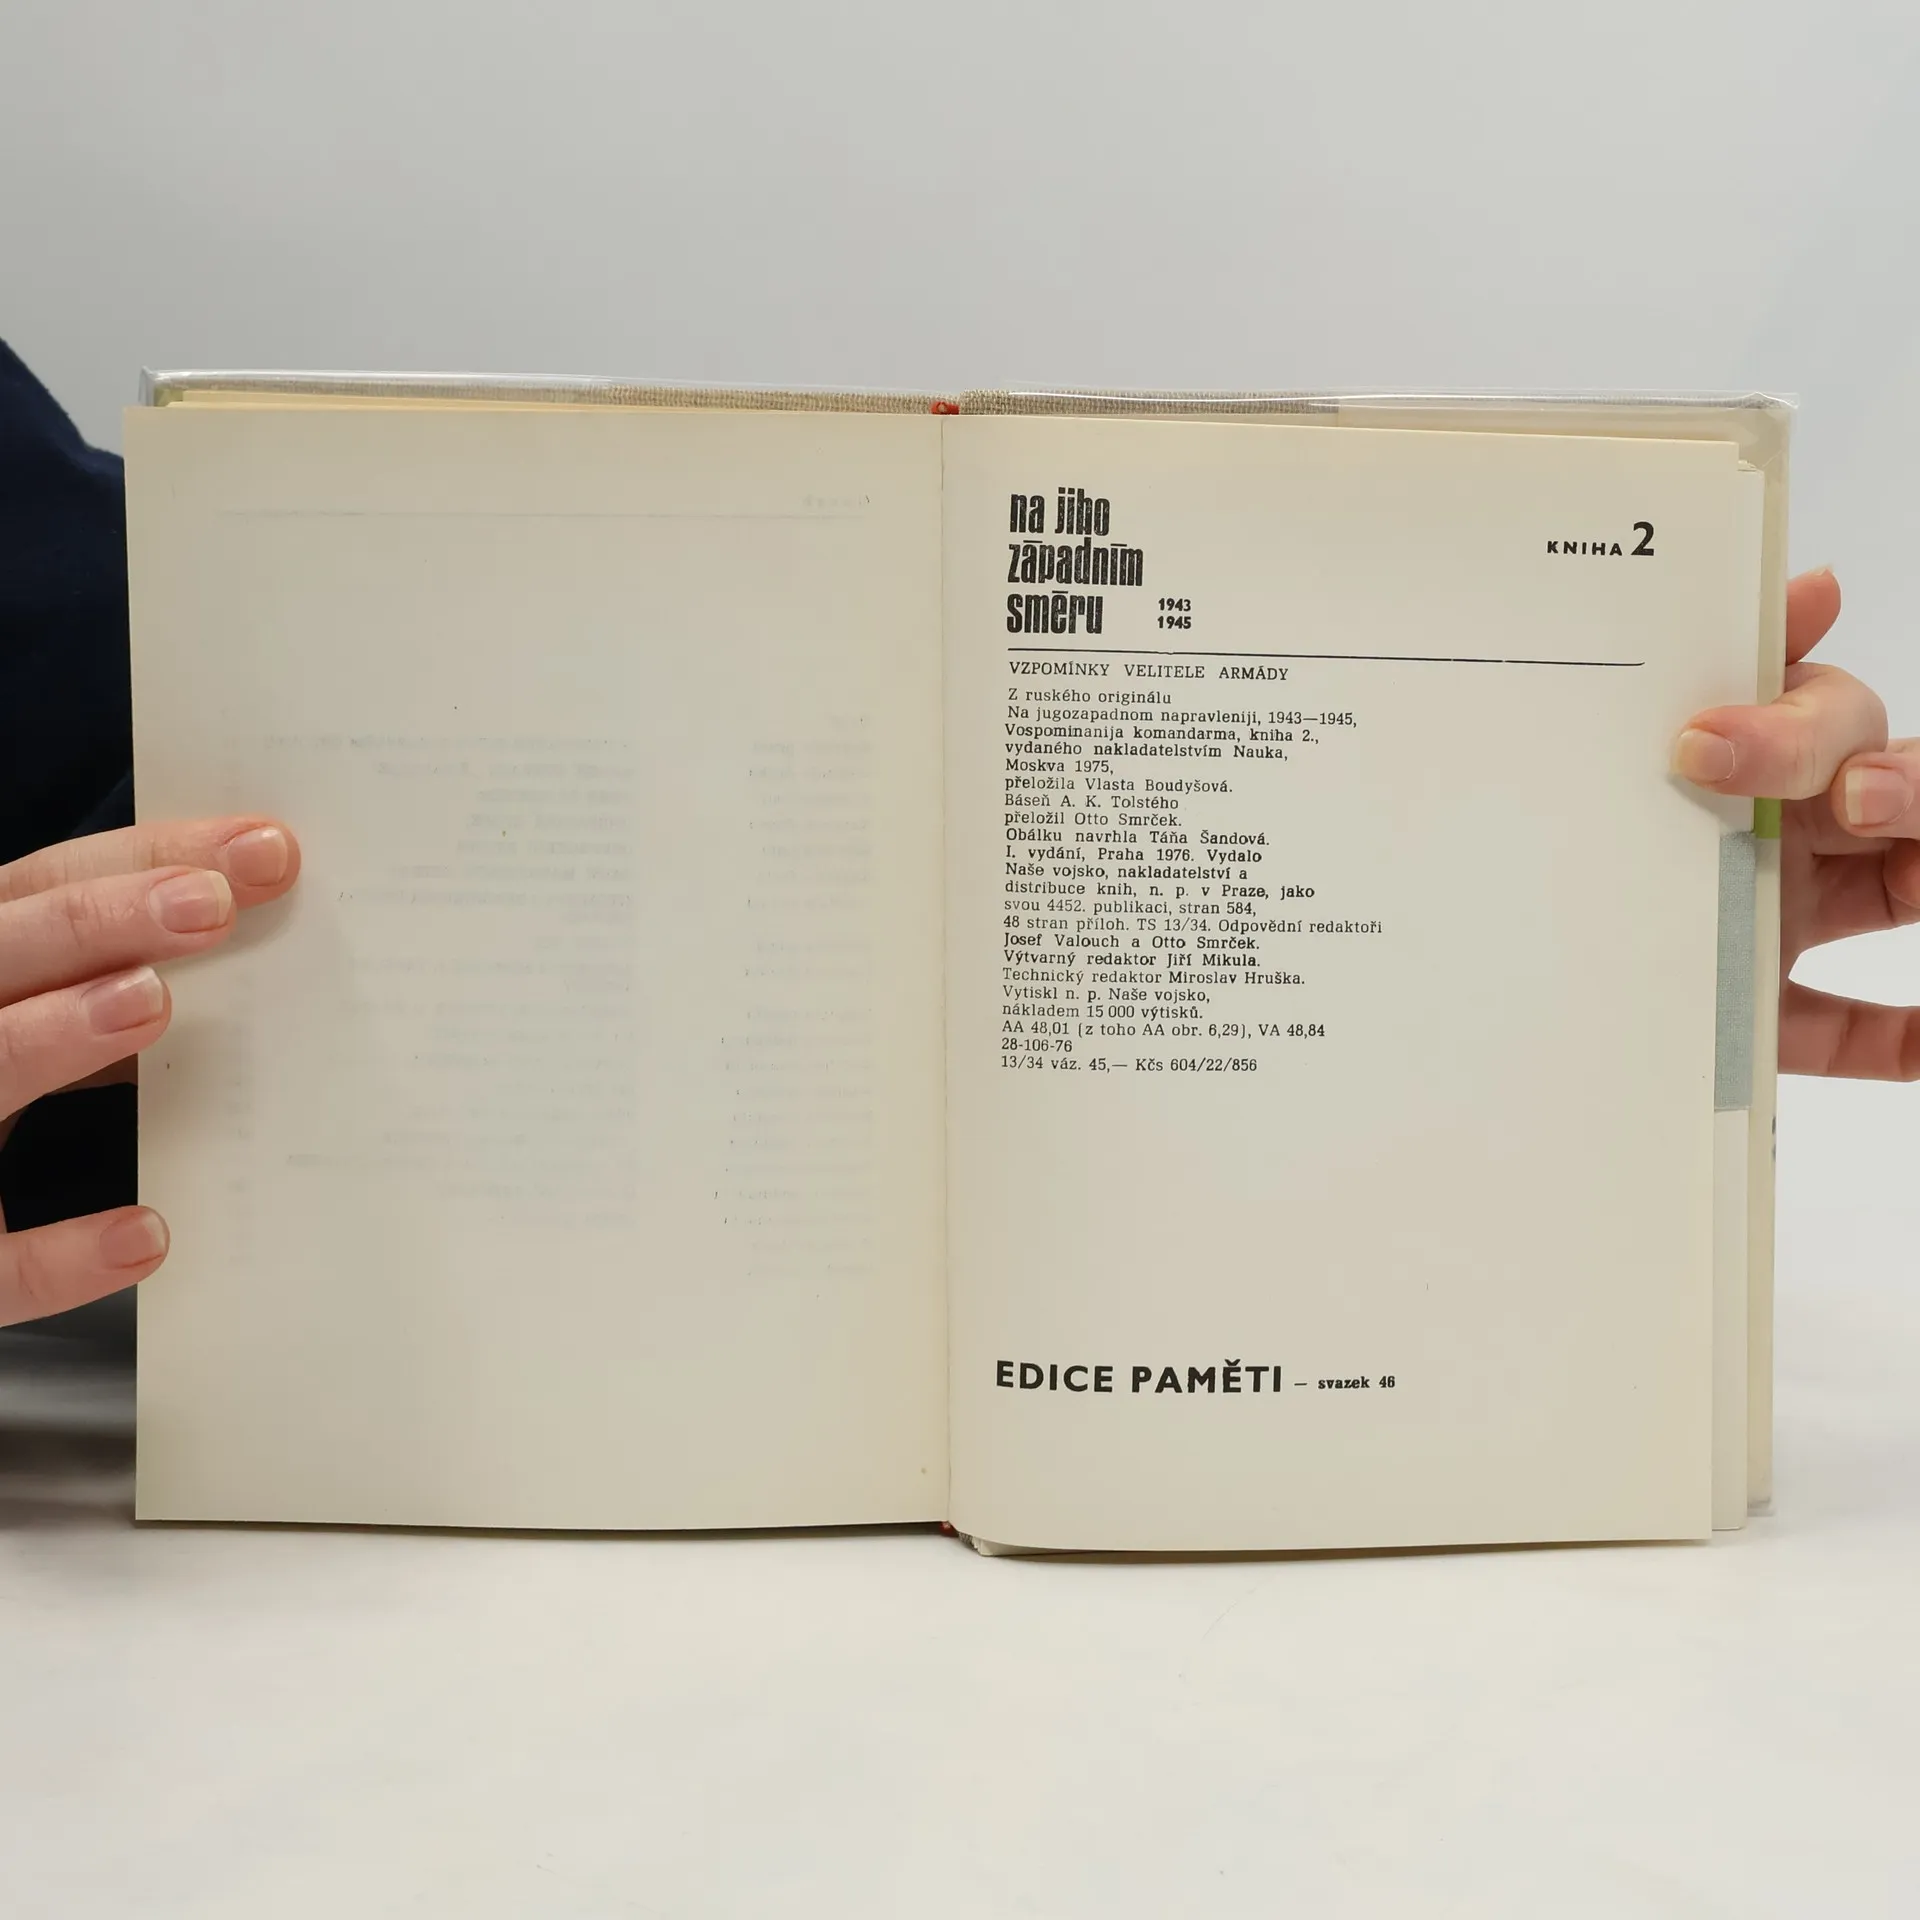 na jiho
západním
směru 1943
1945
KNIHA 2
VZPOMÍNKY VELITELE ARMÁDY
Z ruského originálu
Na jugozapadnom napravleniji, 1943—1945,
Vospominanija komandarma, kniha 2.,
vydaného nakladatelstvím Nauka,
Moskva 1975,
přeložila Vlasta Boudyšová.
Báseň A. K. Tolstého
přeložil Otto Smrček.
Obálku navrhla Táňa Šandová.
I. vydání, Praha 1976. Vydalo
Naše vojsko, nakladatelství a
distribuce knih, n. p. v Praze, jako
svou 4452. publikaci, stran 584,
48 stran příloh. TS 13/34. Odpovědní redaktoři
Josef Valouch a Otto Smrček.
Výtvarný redaktor Jiří Mikula.
Technický redaktor Miroslav Hruška.
Vytiskl n. p. Naše vojsko,
nákladem 15 000 výtisků.
AA 48,01 (z toho AA obr. 6,29), VA 48,84
28-106-76
13/34 váz. 45,— Kčs 604/22/856
EDICE PAMĚTI — svazek 46